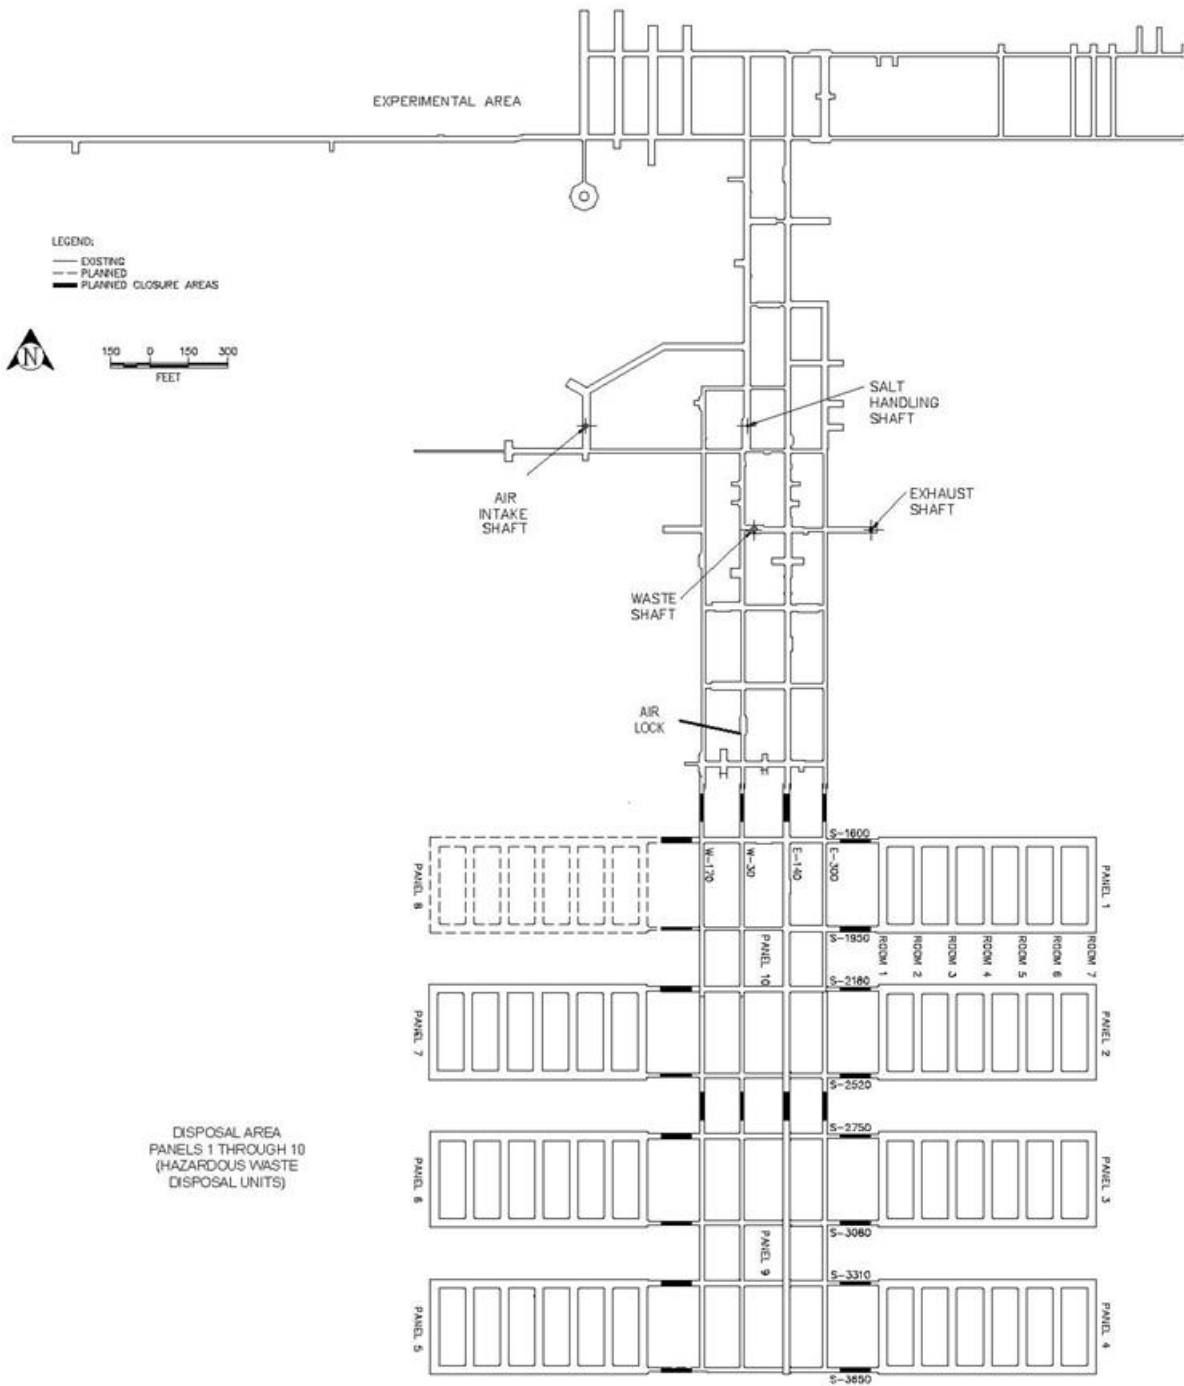 EXPERIMENTAL AREA
LEGEND:
EXISTING
PLANNED
PLANNED CLOSURE AREAS
N
150 0 150 300
FEET
SALT
HANDLING
SHAFT
AIR
INTAKE
SHAFT
EXHAUST
SHAFT
WASTE
SHAFT
AIR
LOCK
S-1600
PANEL 8
W-170
W-30
E-140
E-300
PANEL 1
S-1950
ROOM 1
ROOM 2
ROOM 3
ROOM 4
ROOM 5
ROOM 6
ROOM 7
PANEL 10
S-2180
PANEL 7
PANEL 2
S-2520
S-2750
DISPOSAL AREA
PANELS 1 THROUGH 10
(HAZARDOUS WASTE
DISPOSAL UNITS)
PANEL 6
PANEL 3
S-3080
PANEL 9
S-3310
PANEL 5
PANEL 4
S-3650